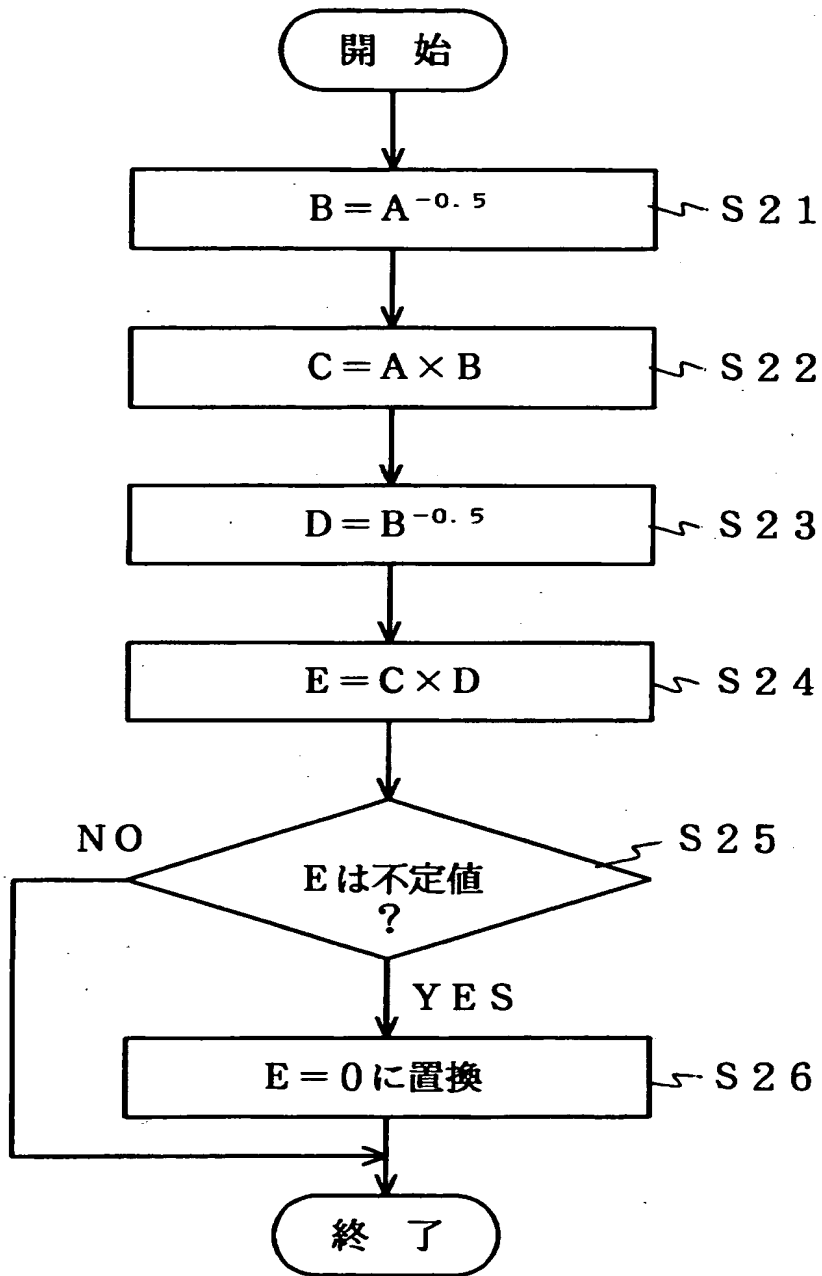 開 始
B＝A⁻⁰·⁵ S21
C＝A×B S22
D＝B⁻⁰·⁵ S23
E＝C×D S24
NO S25
Eは不定値
?
YES
E＝0に置換 S26
終 了